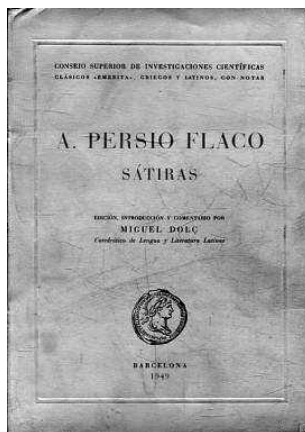 CONSEJO SUPERIOR DE INVESTIGACIONES CIENTÍFICAS
CLÁSICOS «EMERITA», GRIEGOS Y LATINOS, CON NOTAS
A. PERSIO FLACO
SÁTIRAS
EDICIÓN, INTRODUCCIÓN Y COMENTARIO POR
MIGUEL DOLÇ
Catedrático de Lengua y Literatura Latinas
BARCELONA
1949